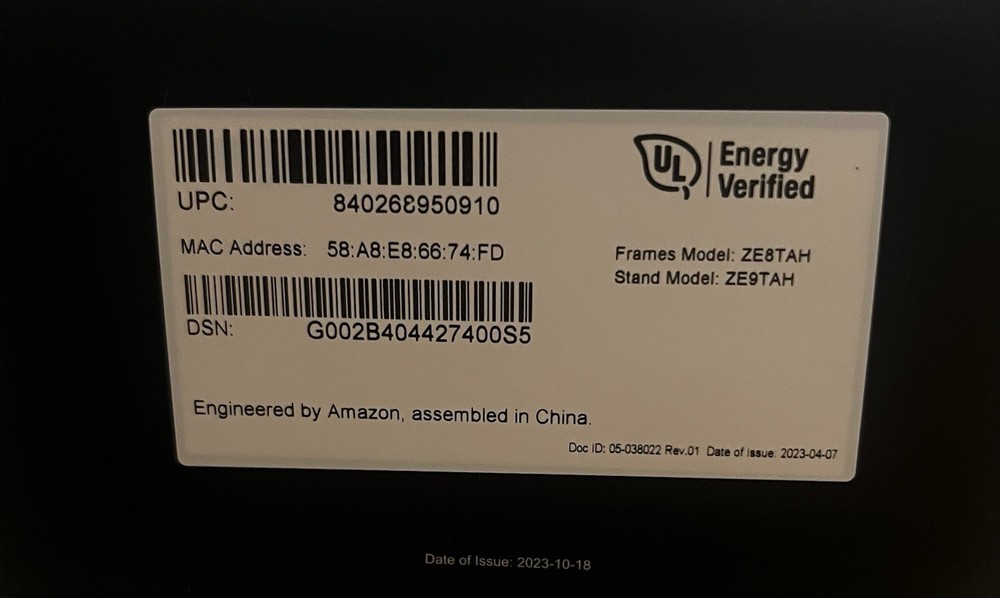 UL Energy
Verified
UPC: 840268950910
MAC Address: 58:A8:E8:66:74:FD
Frames Model: ZE8TAH
Stand Model: ZE9TAH
DSN: G002B404427400S5
Engineered by Amazon, assembled in China.
Doc ID: 05-038022 Rev.01 Date of Issue: 2023-04-07
Date of Issue: 2023-10-18